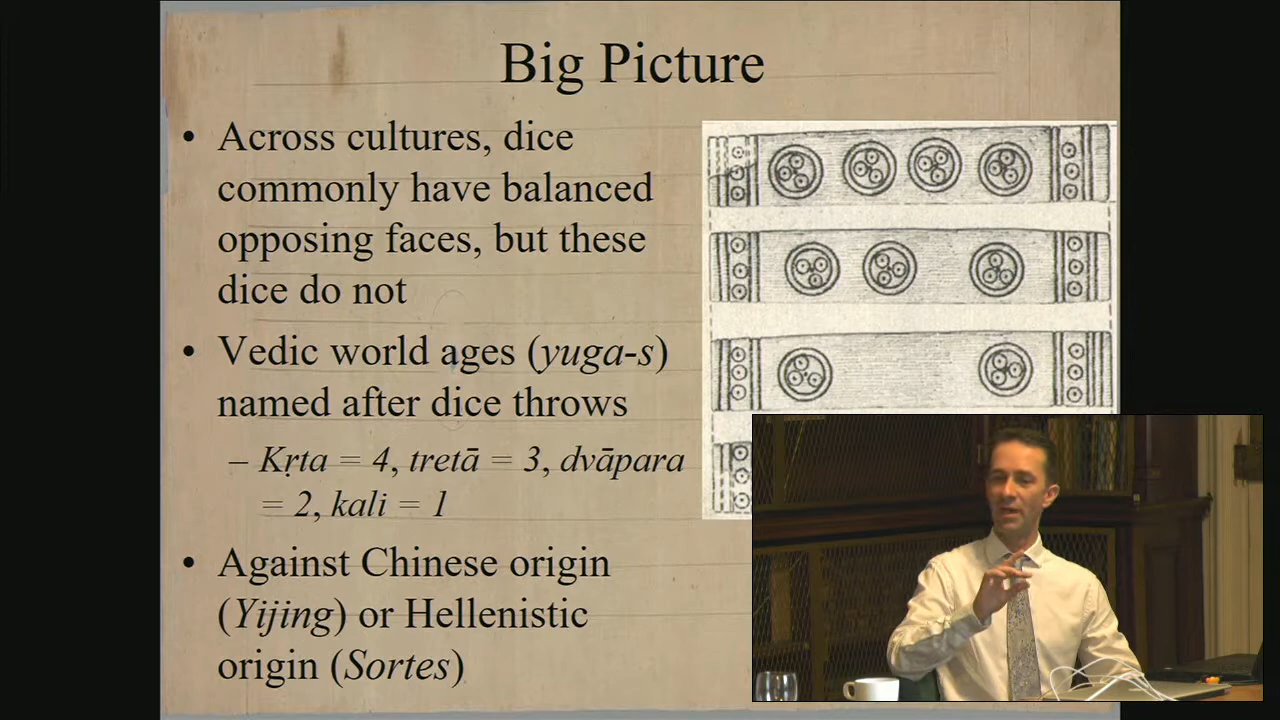 Big Picture
• Across cultures, dice
commonly have balanced
opposing faces, but these
dice do not
• Vedic world ages (yuga-s)
named after dice throws
– Kṛta = 4, tretā = 3, dvāpara
= 2, kali = 1
• Against Chinese origin
(Yijing) or Hellenistic
origin (Sortes)